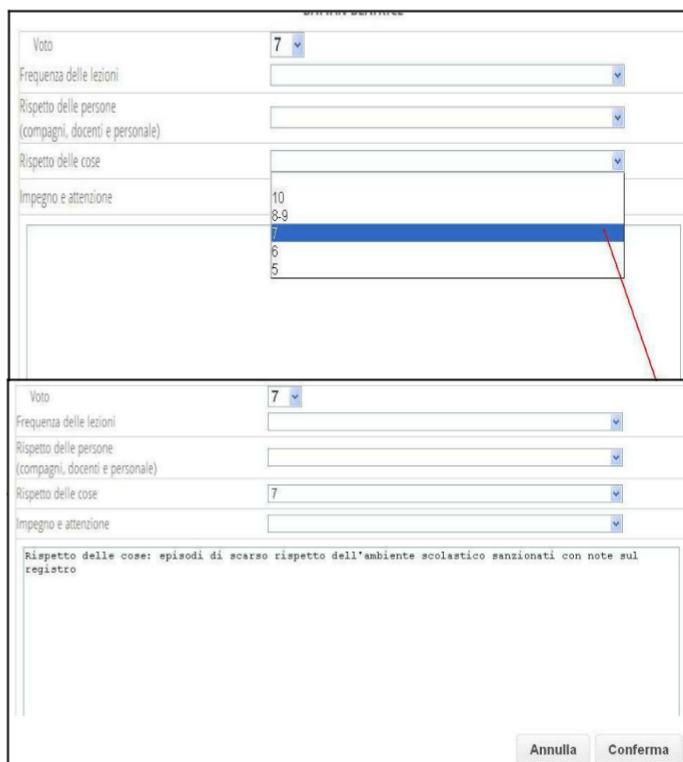 Voto
7
Frequenza delle lezioni
Rispetto delle persone
(compagni, docenti e personale)
Rispetto delle cose
Impegno e attenzione
10
8-9
7
6
5
Voto
7
Frequenza delle lezioni
Rispetto delle persone
(compagni, docenti e personale)
Rispetto delle cose
7
Impegno e attenzione
Rispetto delle cose: episodi di scarso rispetto dell'ambiente scolastico sanzionati con note sul
registro
Annulla
Conferma